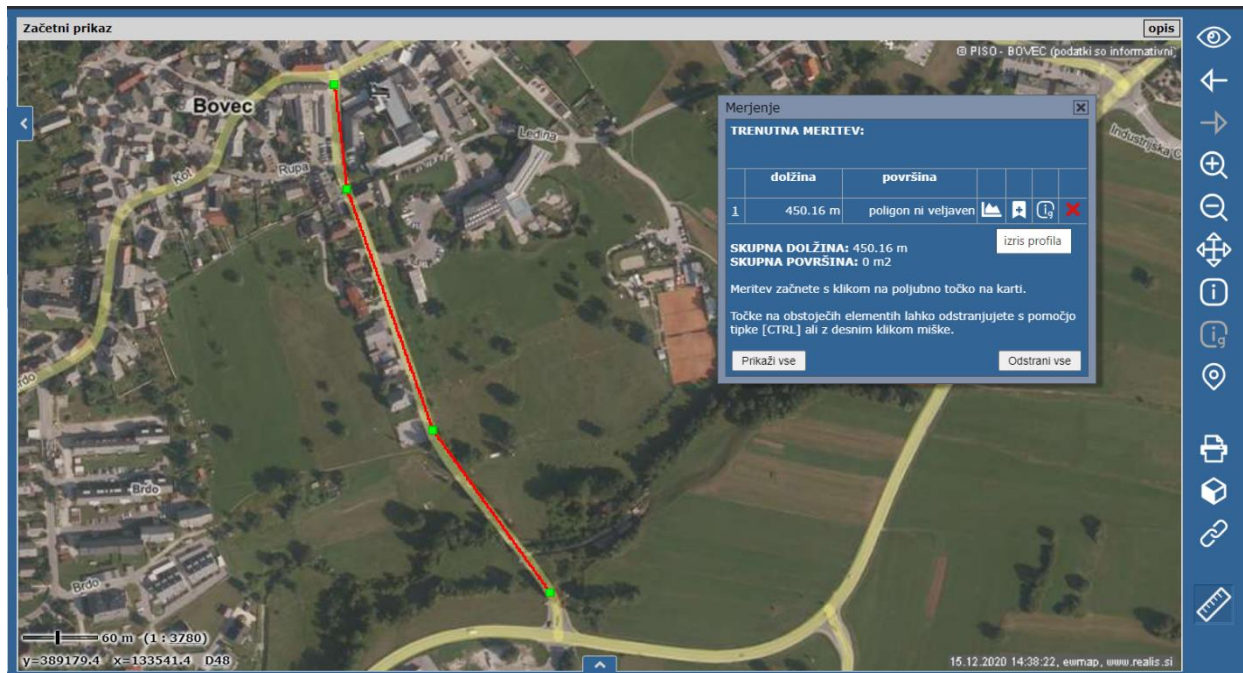 Začetni prikaz
opis
© PISO - BOVEC (podatki so informativni)
Bovec
Ledina
Rupa
Kot
Industrijska C
Brdo
Brdo
Brdo
Merjenje
TRENUTNA MERITEV:
dolžina površina
1 450.16 m poligon ni veljaven
izris profila
SKUPNA DOLŽINA: 450.16 m
SKUPNA POVRŠINA: 0 m2
Meritev začnete s klikom na poljubno točko na karti.
Točke na obstoječih elementih lahko odstranjujete s pomočjo
tipke [CTRL] ali z desnim klikom miške.
Prikaži vse
Odstrani vse
60 m (1 : 3780)
y=389179.4 x=133541.4 D48
15.12.2020 14:38:22, ewmap, www.realis.si